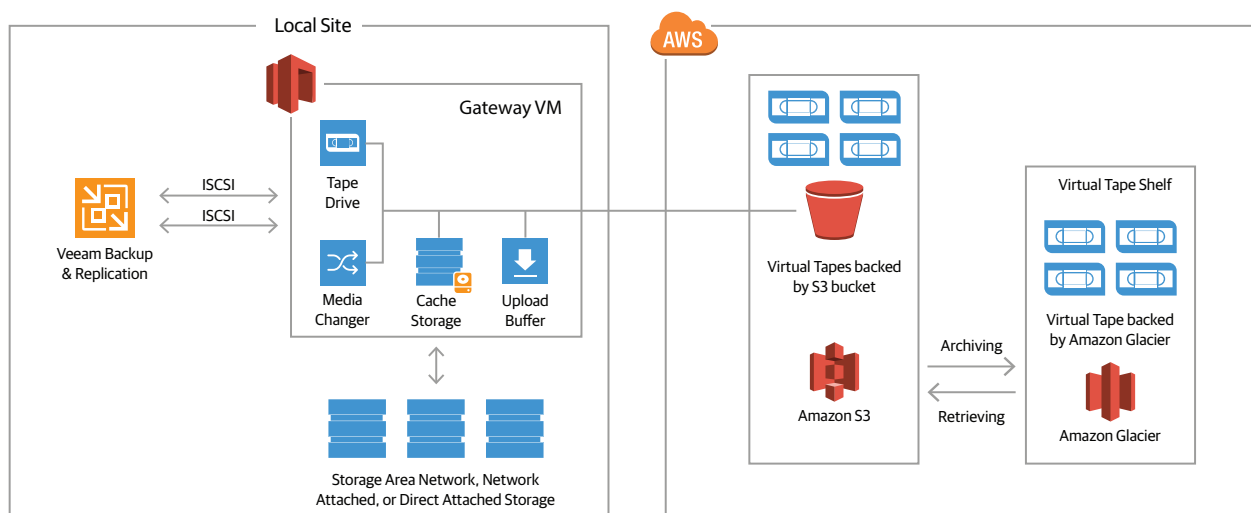 Local Site
AWS
Gateway VM
Tape
Drive
ISCSI
ISCSI
Veeam Backup
& Replication
Media
Changer
Cache
Storage
Upload
Buffer
Storage Area Network, Network
Attached, or Direct Attached Storage
Virtual Tapes backed
by S3 bucket
Amazon S3
Archiving
Retrieving
Virtual Tape Shelf
Virtual Tape backed
by Amazon Glacier
Amazon Glacier